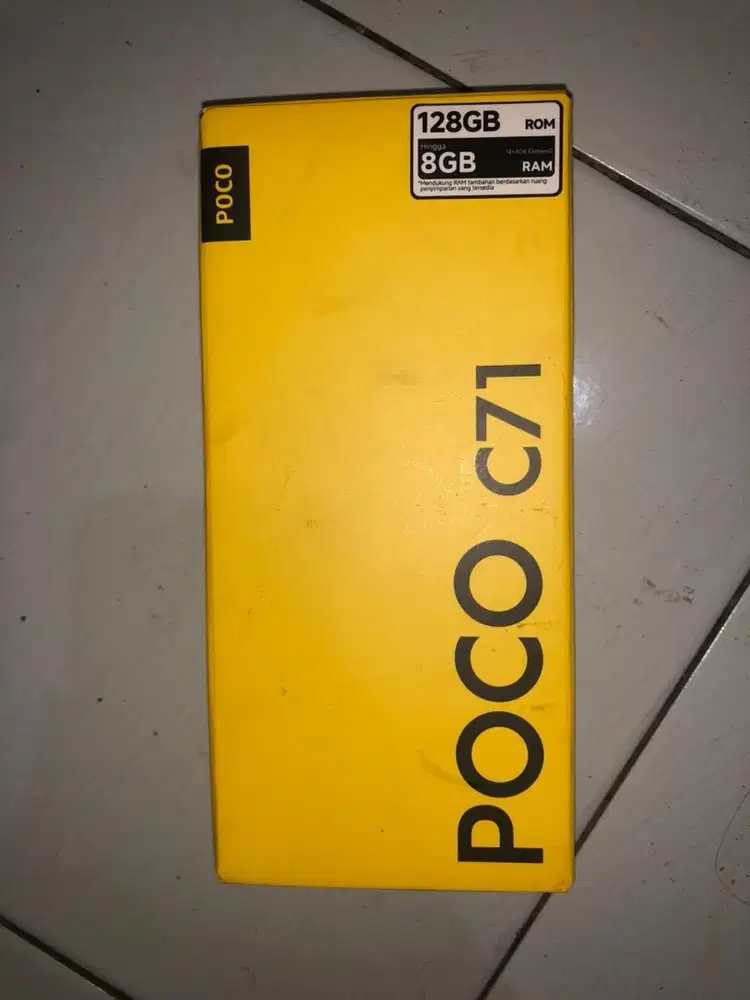 POCO
128GB ROM
Hingga
8GB RAM
*Mendukung RAM tambahan berdasarkan ruang
penyimpanan yang tersedia
POCO C71